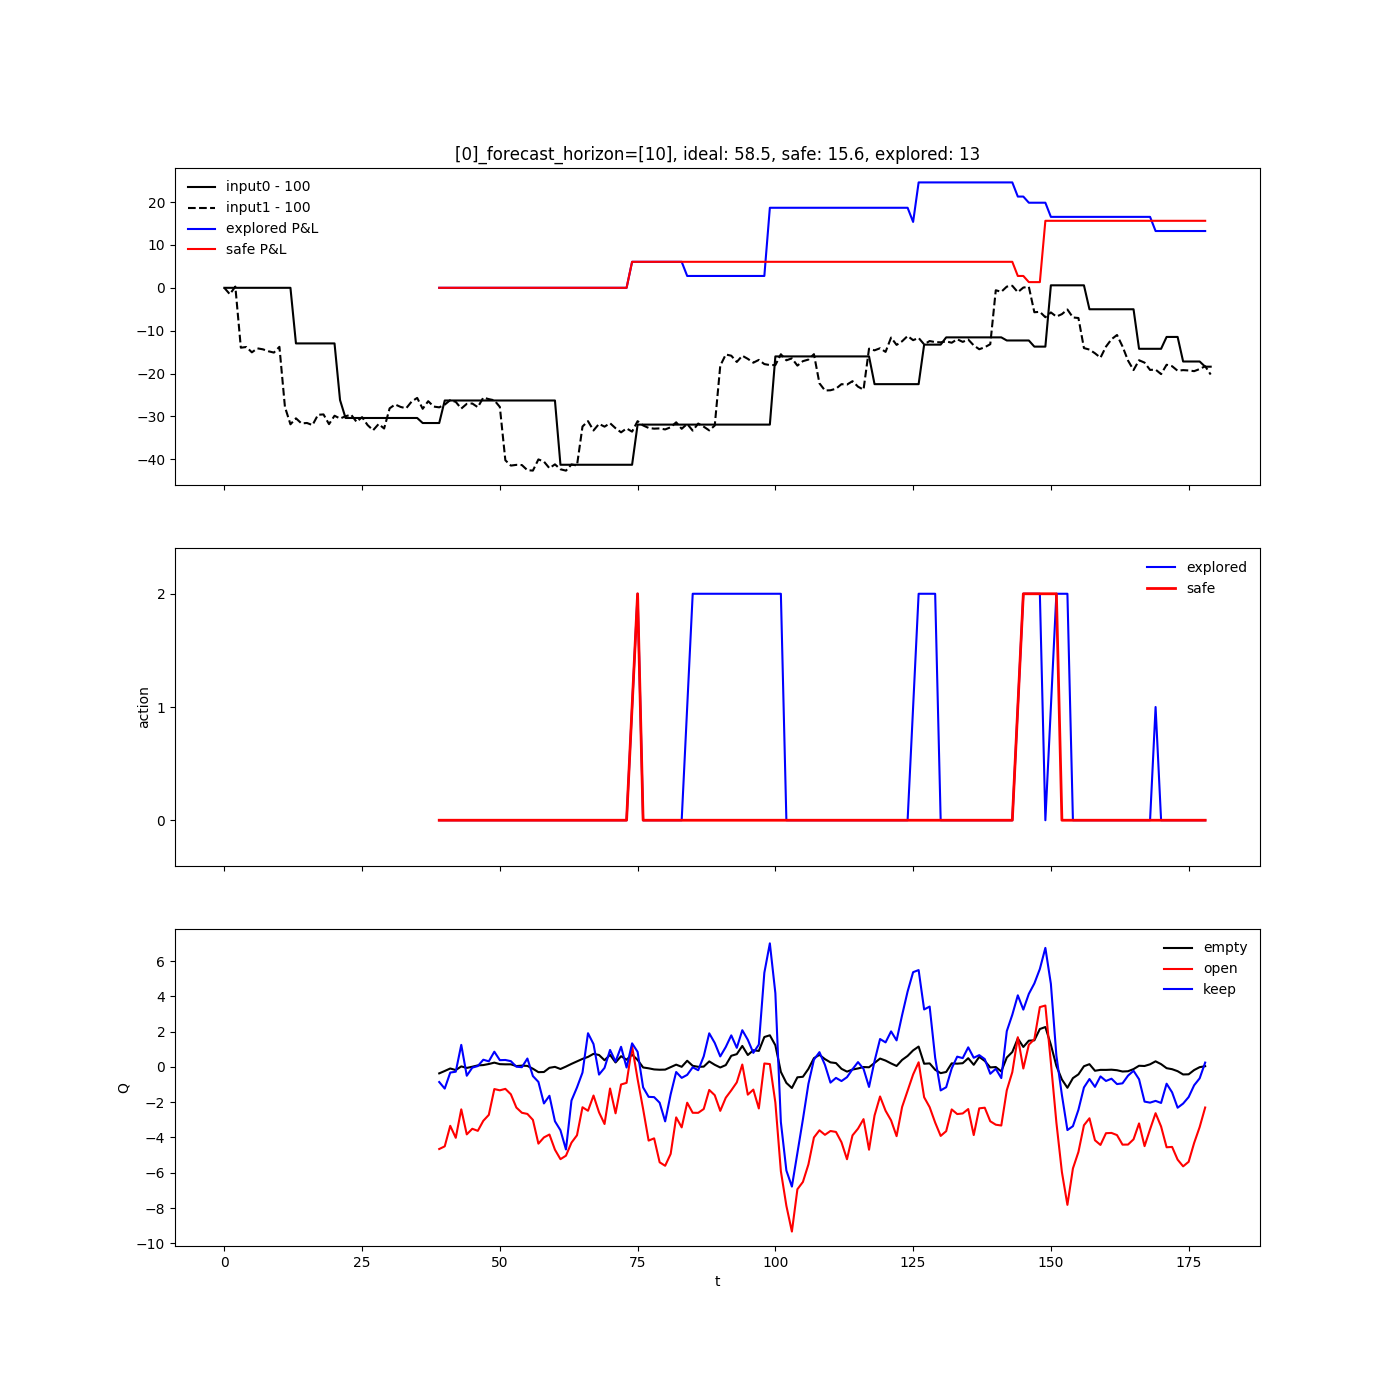 [0]_forecast_horizon=[10], ideal: 58.5, safe: 15.6, explored: 13
input0 - 100
input1 - 100
explored P&L
safe P&L
20
10
0
−10
−20
−30
−40
explored
safe
2
1
0
action
empty
open
keep
6
4
2
0
−2
−4
−6
−8
−10
Q
0 25 50 75 100 125 150 175
t